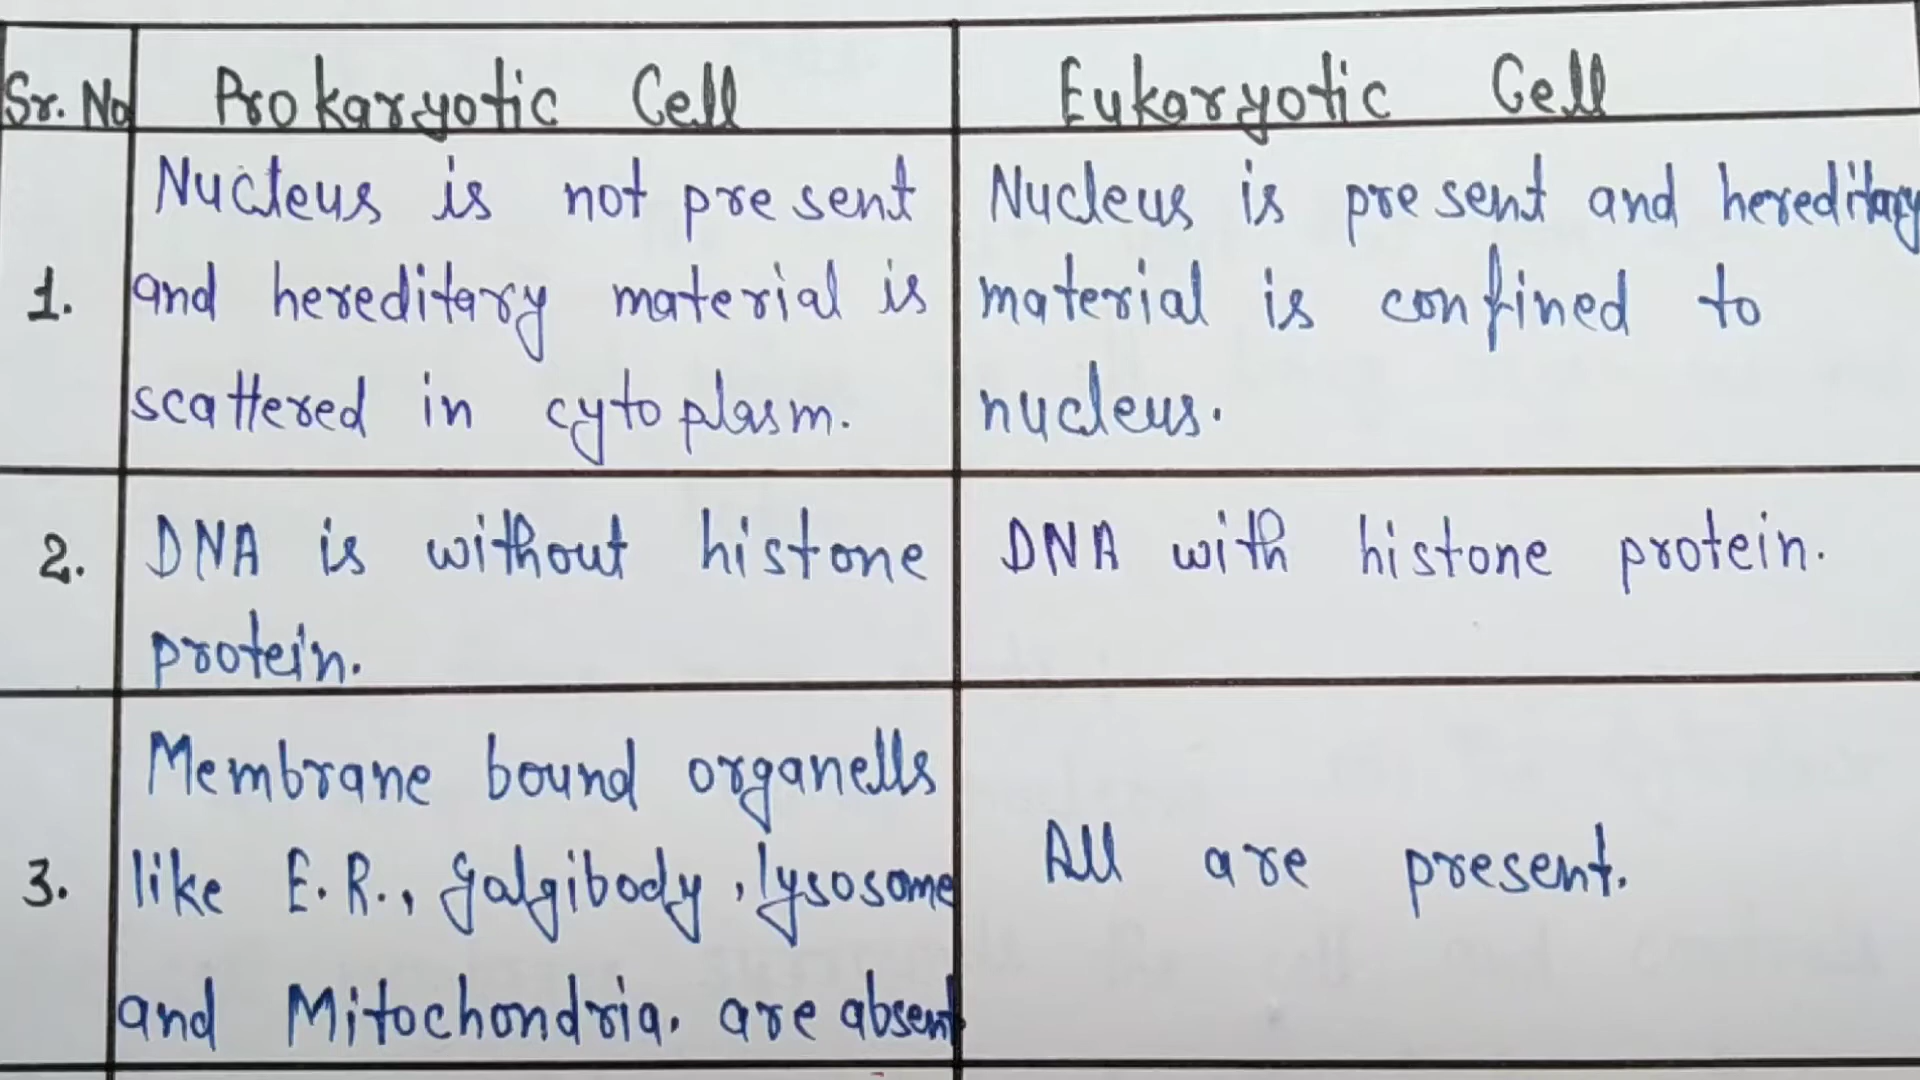 Sr. No Prokaryotic Cell Eukaryotic Cell
1.
Nucleus is not present
and hereditary material is
scattered in cytoplasm.
Nucleus is present and hereditary
material is confined to
nucleus.
2.
DNA is without histone
protein.
DNA with histone protein.
3.
Membrane bound organells
like E.R., golgibody, lysosome
and Mitochondria. are absent
All are present.